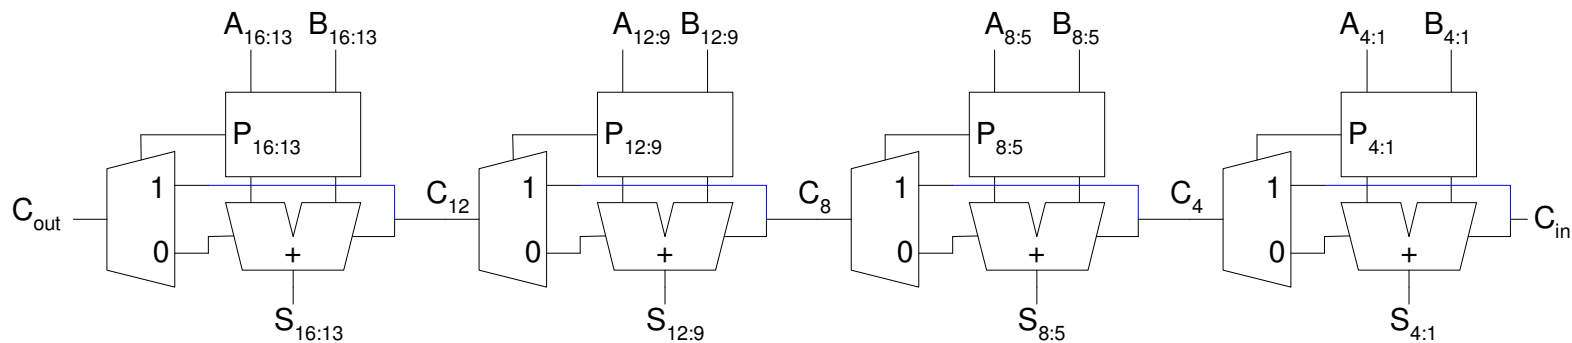 A16:13 B16:13 A12:9 B12:9 A8:5 B8:5 A4:1 B4:1
P16:13 P12:9 P8:5 P4:1
1 C12 1 C8 1 C4 1
Cout Cin
0 + 0 + 0 + 0 +
S16:13 S12:9 S8:5 S4:1